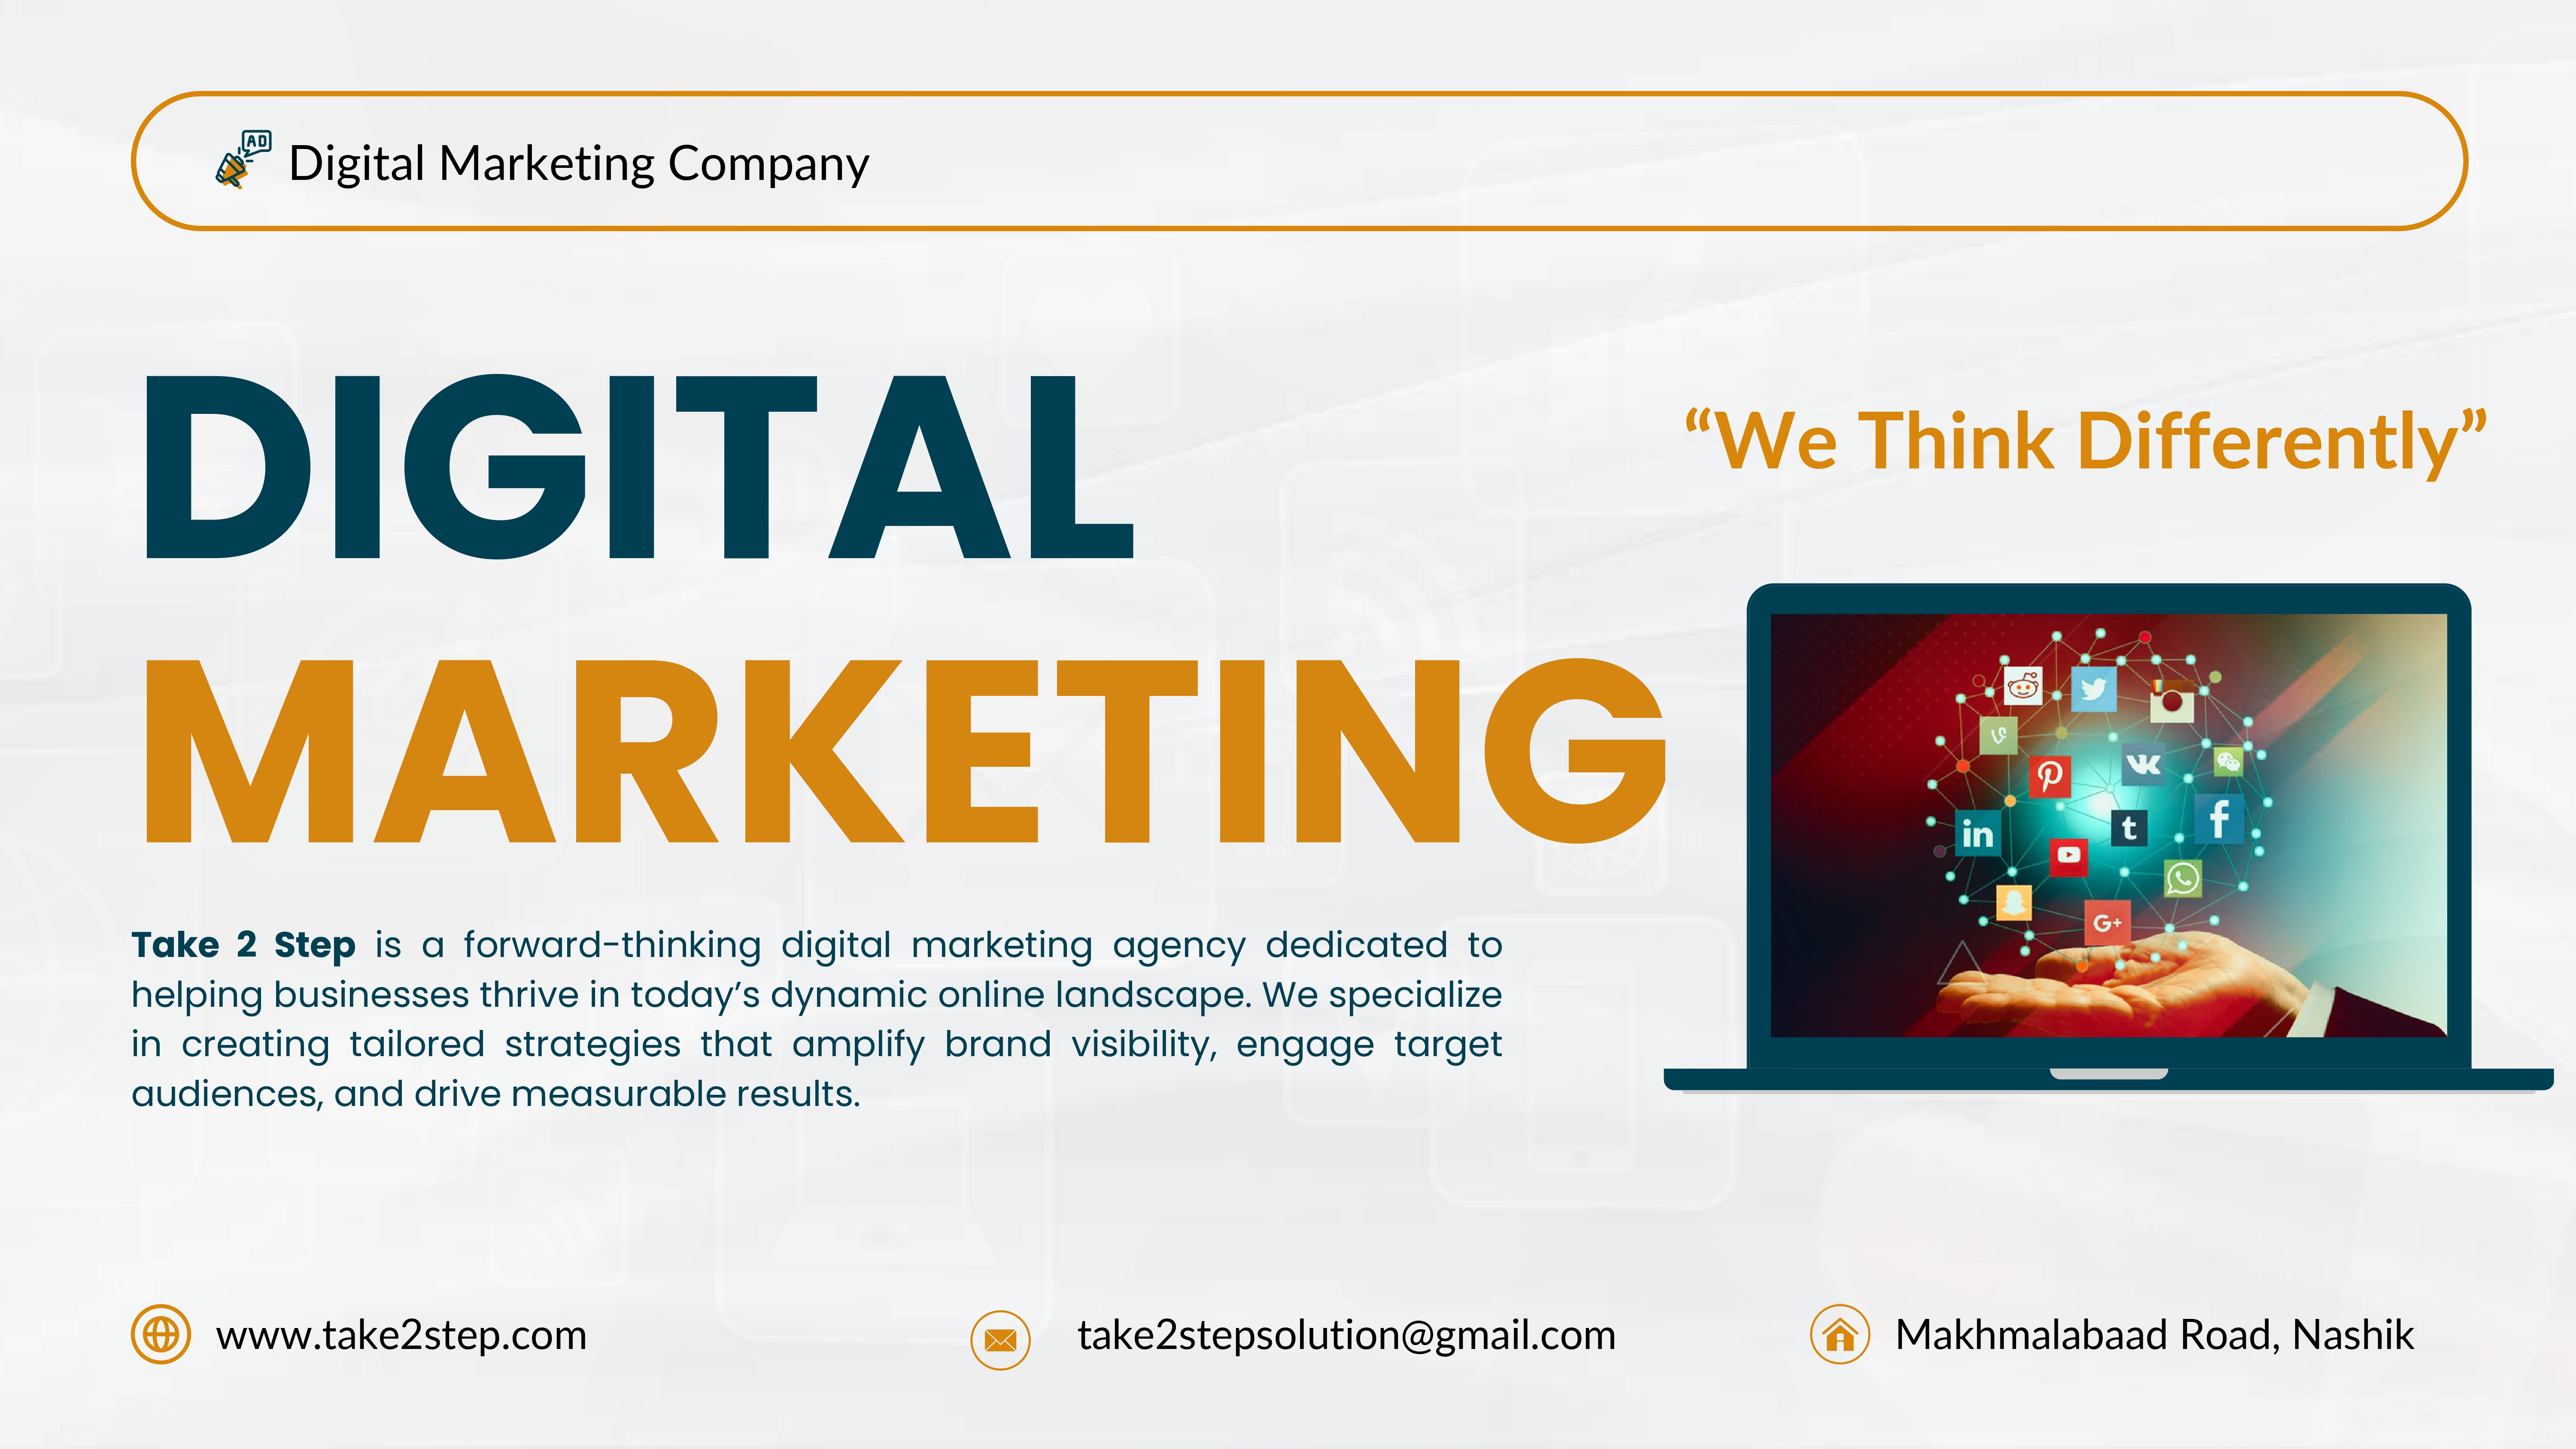 AD
Digital Marketing Company
DIGITAL
“We Think Differently”
MARKETING
Take 2 Step is a forward-thinking digital marketing agency dedicated to
helping businesses thrive in today’s dynamic online landscape. We specialize
in creating tailored strategies that amplify brand visibility, engage target
audiences, and drive measurable results.
in
t
f
G+
www.take2step.com
take2stepsolution@gmail.com
Makhmalabaad Road, Nashik